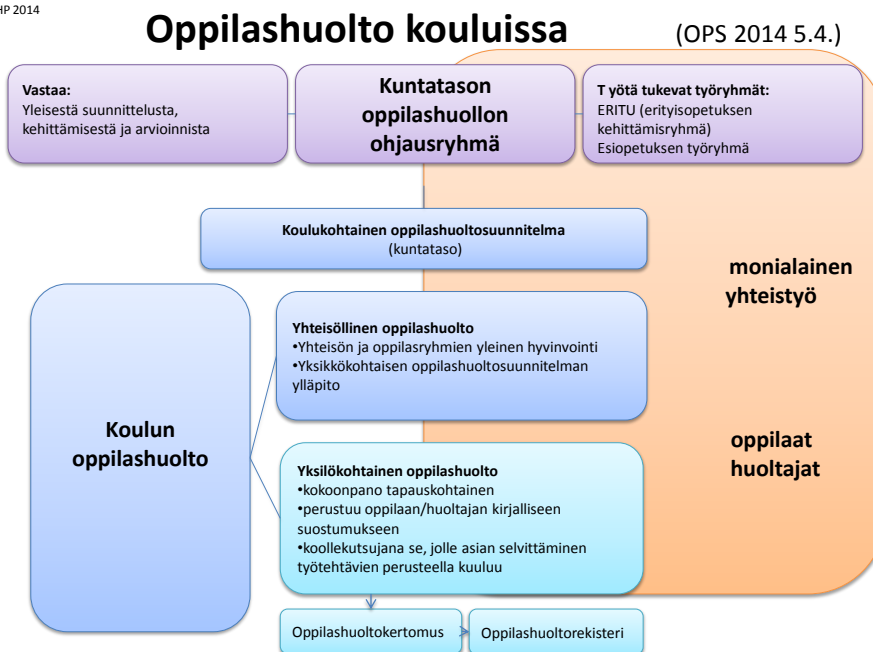 HP 2014
Oppilashuolto kouluissa
(OPS 2014 5.4.)
Vastaa:
Yleisestä suunnittelusta,
kehittämisestä ja arvioinnista
Kuntatason
oppilashuollon
ohjausryhmä
T yötä tukevat työryhmät:
ERITU (erityisopetuksen
kehittämisryhmä)
Esiopetuksen työryhmä
Koulukohtainen oppilashuoltosuunnitelma
(kuntataso)
monialainen
yhteistyö
Yhteisöllinen oppilashuolto
•Yhteisön ja oppilasryhmien yleinen hyvinvointi
•Yksikkökohtaisen oppilashuoltosuunnitelman
ylläpito
Koulun
oppilashuolto
oppilaat
huoltajat
Yksilökohtainen oppilashuolto
•kokoonpano tapauskohtainen
•perustuu oppilaan/huoltajan kirjalliseen
suostumukseen
•koollekutsujana se, jolle asian selvittäminen
työtehtävien perusteella kuuluu
Oppilashuoltokertomus
Oppilashuoltorekisteri